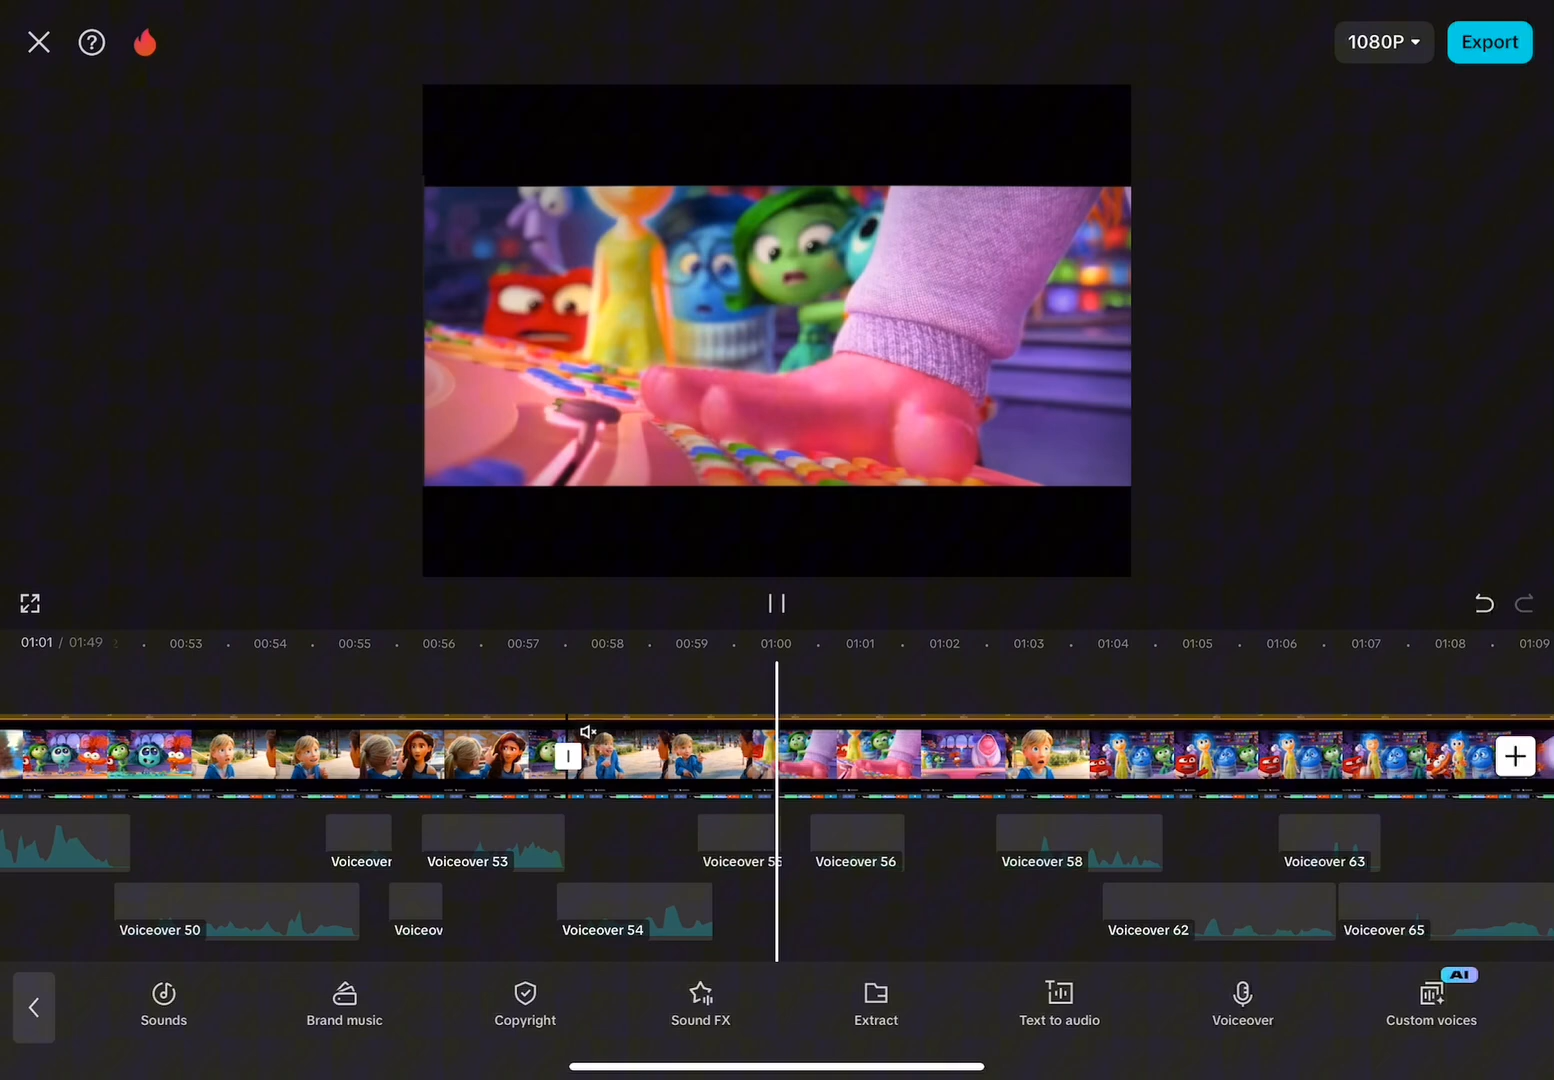 1080P
Export
01:01 / 01:49
00:53
00:54
00:55
00:56
00:57
00:58
00:59
01:00
01:01
01:02
01:03
01:04
01:05
01:06
01:07
01:08
01:09
Voiceover
Voiceover 53
Voiceover 55
Voiceover 56
Voiceover 58
Voiceover 63
Voiceover 50
Voiceov
Voiceover 54
Voiceover 62
Voiceover 65
AI
Sounds
Brand music
Copyright
Sound FX
Extract
Text to audio
Voiceover
Custom voices